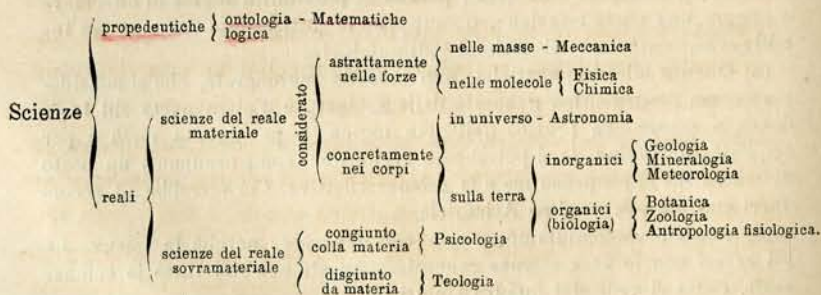 Scienze
propedeutiche
ontologia - Matematiche
logica
reali
scienze del reale materiale
considerato
astrattamente nelle forze
nelle masse - Meccanica
nelle molecole
Fisica
Chimica
concretamente nei corpi
in universo - Astronomia
sulla terra
inorganici
Geologia
Mineralogia
Meteorologia
organici (biologia)
Botanica
Zoologia
Antropologia fisiologica.
scienze del reale sovramateriale
congiunto colla materia
Psicologia
disgiunto da materia
Teologia